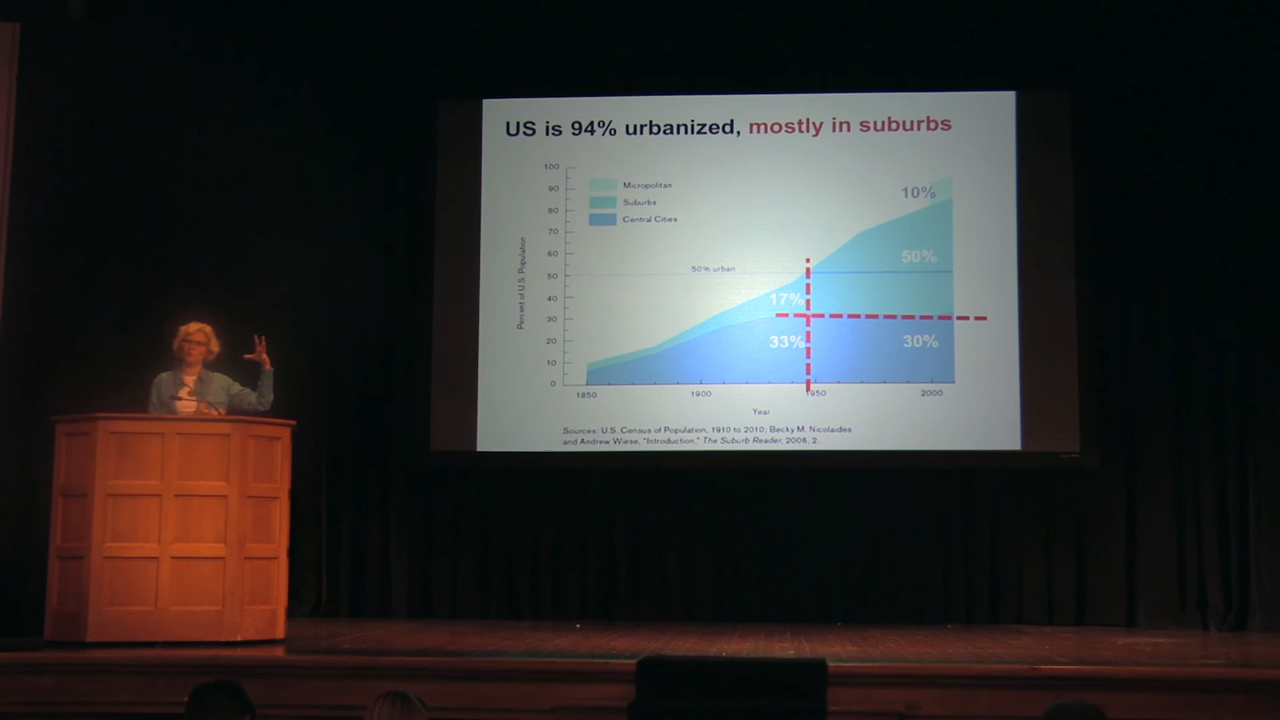 US is 94% urbanized, mostly in suburbs
100
90
80
70
60
50
40
30
20
10
0
Percent of U.S. Population
Micropolitan
Suburbs
Central Cities
50% urban
10%
50%
17%
33%
30%
1850
1900
1950
2000
Year
Sources: U.S. Census of Population, 1910 to 2010; Becky M. Nicolaides
and Andrew Wiese, "Introduction," The Suburb Reader, 2006, 2.